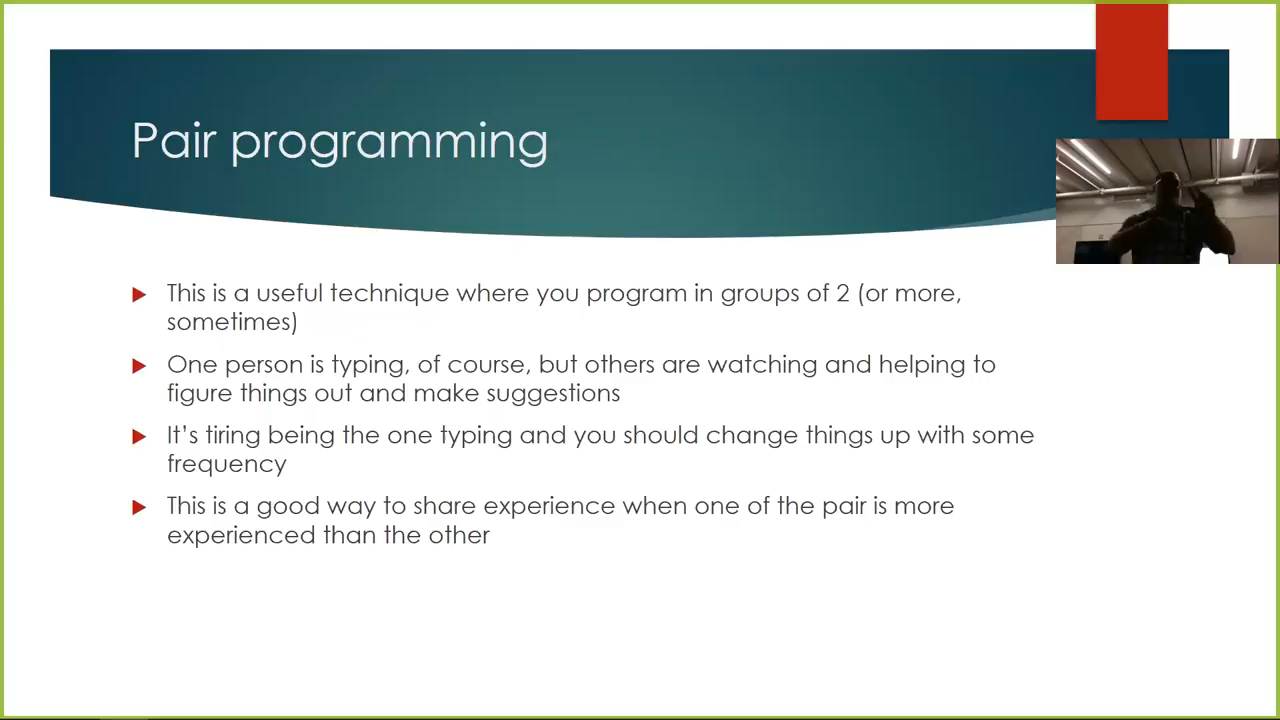 Pair programming
This is a useful technique where you program in groups of 2 (or more,
sometimes)
One person is typing, of course, but others are watching and helping to
figure things out and make suggestions
It's tiring being the one typing and you should change things up with some
frequency
This is a good way to share experience when one of the pair is more
experienced than the other